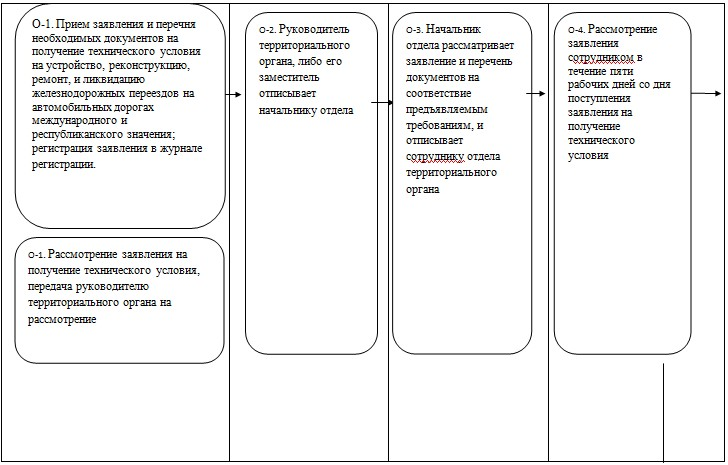 О-1. Прием заявления и перечня
необходимых документов на
получение технического условия
на устройство, реконструкцию,
ремонт, и ликвидацию
железнодорожных переездов на
автомобильных дорогах
международного и
республиканского значения;
регистрация заявления в журнале
регистрации.
О-1. Рассмотрение заявления на
получение технического условия,
передача руководителю
территориального органа на
рассмотрение
О-2. Руководитель
территориального
органа, либо его
заместитель
отписывает
начальнику отдела
О-3. Начальник
отдела рассматривает
заявление и перечень
документов на
соответствие
предъявляемым
требованиям, и
отписывает
сотруднику отдела
территориального
органа
О-4. Рассмотрение
заявления
сотрудником в
течение пяти
рабочих дней со дня
поступления
заявления на
получение
технического
условия